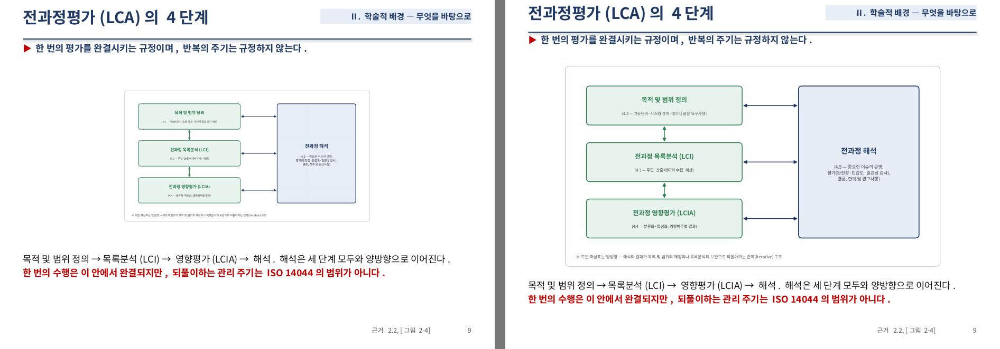 전과정평가 (LCA) 의 4 단계
II. 학술적 배경 — 무엇을 바탕으로
▶ 한 번의 평가를 완결시키는 규정이며 , 반복의 주기는 규정하지 않는다 .
목적 및 범위 정의
(4.2 — 기능단위·시스템 경계·데이터 품질 요구사항)
전과정 목록분석 (LCI)
(4.3 — 투입·산출 데이터 수집·계산)
전과정 영향평가 (LCIA)
(4.4 — 분류화·특성화, 영향범주별 결과)
전과정 해석
(4.5 — 중요한 이슈의 규명,
평가(완전성·민감도·일관성 검사),
결론, 한계 및 권고사항)
※ 모든 화살표는 양방향 — 해석의 결과가 목적 및 범위의 재정의나 목록분석의 보완으로 되돌아가는 반복(iterative) 구조
목적 및 범위 정의 → 목록분석 (LCI) → 영향평가 (LCIA) → 해석 . 해석은 세 단계 모두와 양방향으로 이어진다 .
한 번의 수행은 이 안에서 완결되지만 , 되풀이하는 관리 주기는 ISO 14044 의 범위가 아니다 .
근거 2.2, [ 그림 2-4]
9
전과정평가 (LCA) 의 4 단계
II. 학술적 배경 — 무엇을 바탕으로
▶ 한 번의 평가를 완결시키는 규정이며 , 반복의 주기는 규정하지 않는다 .
목적 및 범위 정의
(4.2 — 기능단위·시스템 경계·데이터 품질 요구사항)
전과정 목록분석 (LCI)
(4.3 — 투입·산출 데이터 수집·계산)
전과정 영향평가 (LCIA)
(4.4 — 분류화·특성화, 영향범주별 결과)
전과정 해석
(4.5 — 중요한 이슈의 규명,
평가(완전성·민감도·일관성 검사),
결론, 한계 및 권고사항)
※ 모든 화살표는 양방향 — 해석의 결과가 목적 및 범위의 재정의나 목록분석의 보완으로 되돌아가는 반복(iterative) 구조
목적 및 범위 정의 → 목록분석 (LCI) → 영향평가 (LCIA) → 해석 . 해석은 세 단계 모두와 양방향으로 이어진다 .
한 번의 수행은 이 안에서 완결되지만 , 되풀이하는 관리 주기는 ISO 14044 의 범위가 아니다 .
근거 2.2, [ 그림 2-4]
9